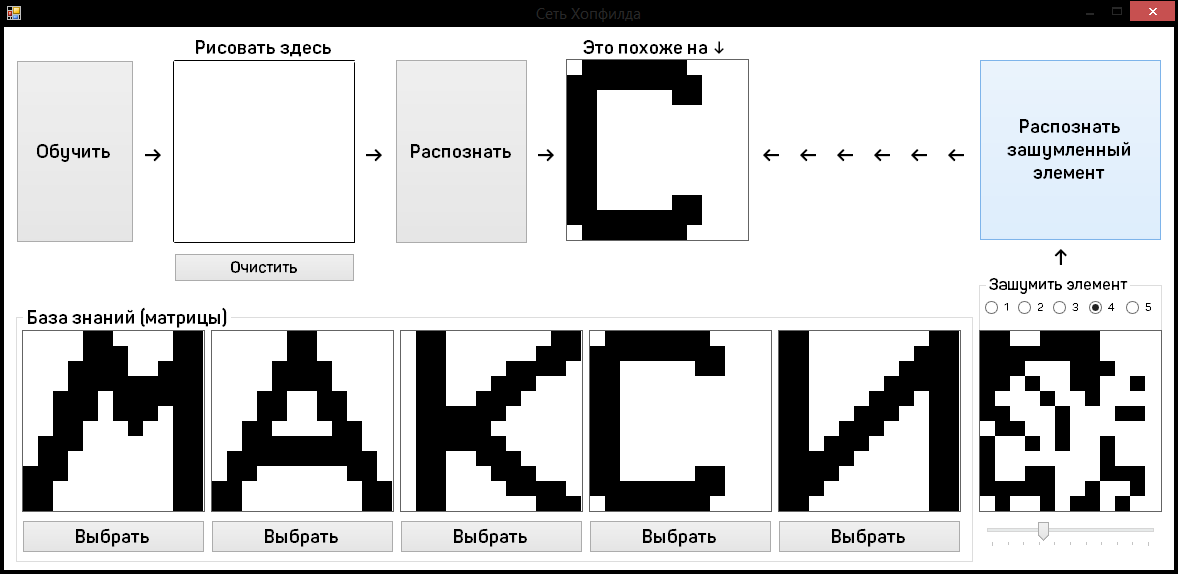 Сеть Хопфилда
Рисовать здесь
Это похоже на ↓
Обучить
→
→
Распознать
→
С
← ← ← ← ← ←
Распознать
зашумленный
элемент
Очистить
↑
Зашумить элемент
1 2 3 4 5
База знаний (матрицы)
М А К С И
Выбрать Выбрать Выбрать Выбрать Выбрать